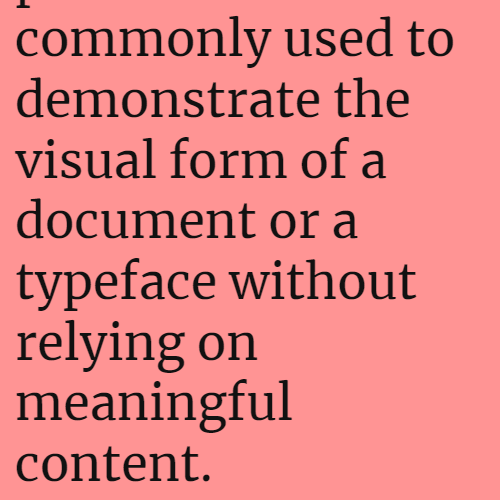 commonly used to
demonstrate the
visual form of a
document or a
typeface without
relying on
meaningful
content.